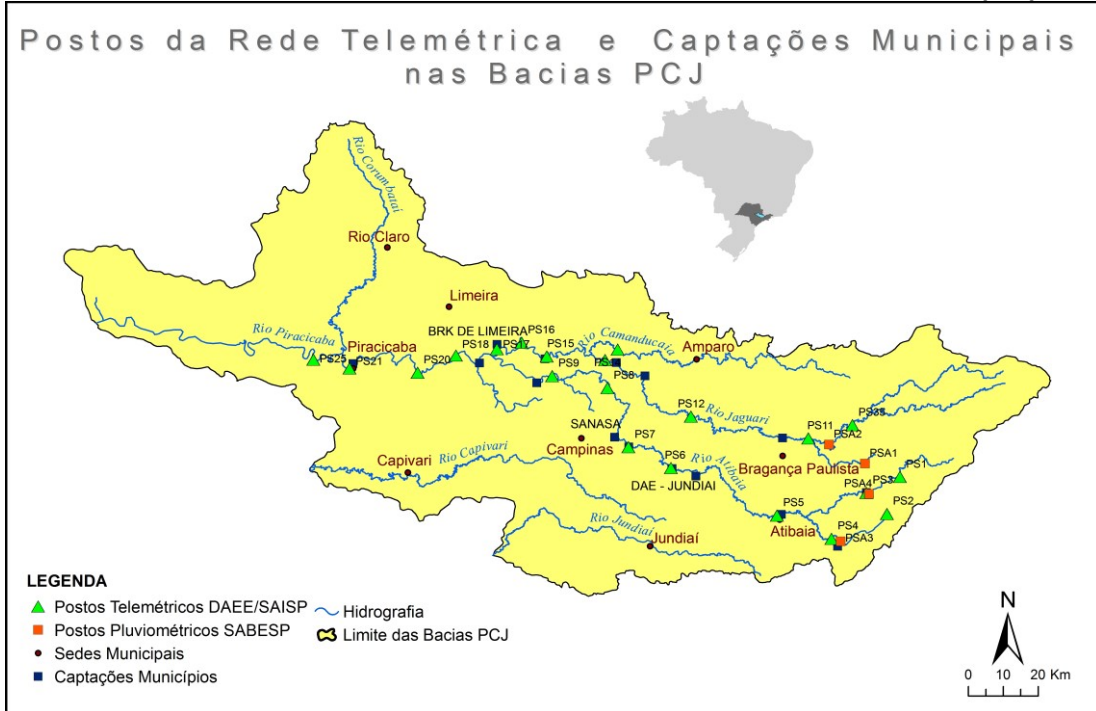 Postos da Rede Telemétrica e Captações Municipais
nas Bacias PCJ
Rio Corumbataí
Rio Claro
Limeira
BRK DE LIMEIRA
PS16
PS18
PS17
PS15
Rio Camanducaia
Amparo
Rio Piracicaba
Piracicaba
PS25
PS21
PS20
PS9
PS8
PS12
Rio Jaguari
PS11
PS38
PSA2
SANASA
Campinas
PS7
PS6
Rio Atibaia
Bragança Paulista
PSA1
PS1
Capivari
Rio Capivari
DAE - JUNDIAI
PSA4
PS3
PS5
PS2
Atibaia
PS4
PSA3
Rio Jundiaí
Jundiaí
LEGENDA
Postos Telemétricos DAEE/SAISP
Hidrografia
Postos Pluviométricos SABESP
Limite das Bacias PCJ
Sedes Municipais
Captações Municípios
N
0 10 20 Km